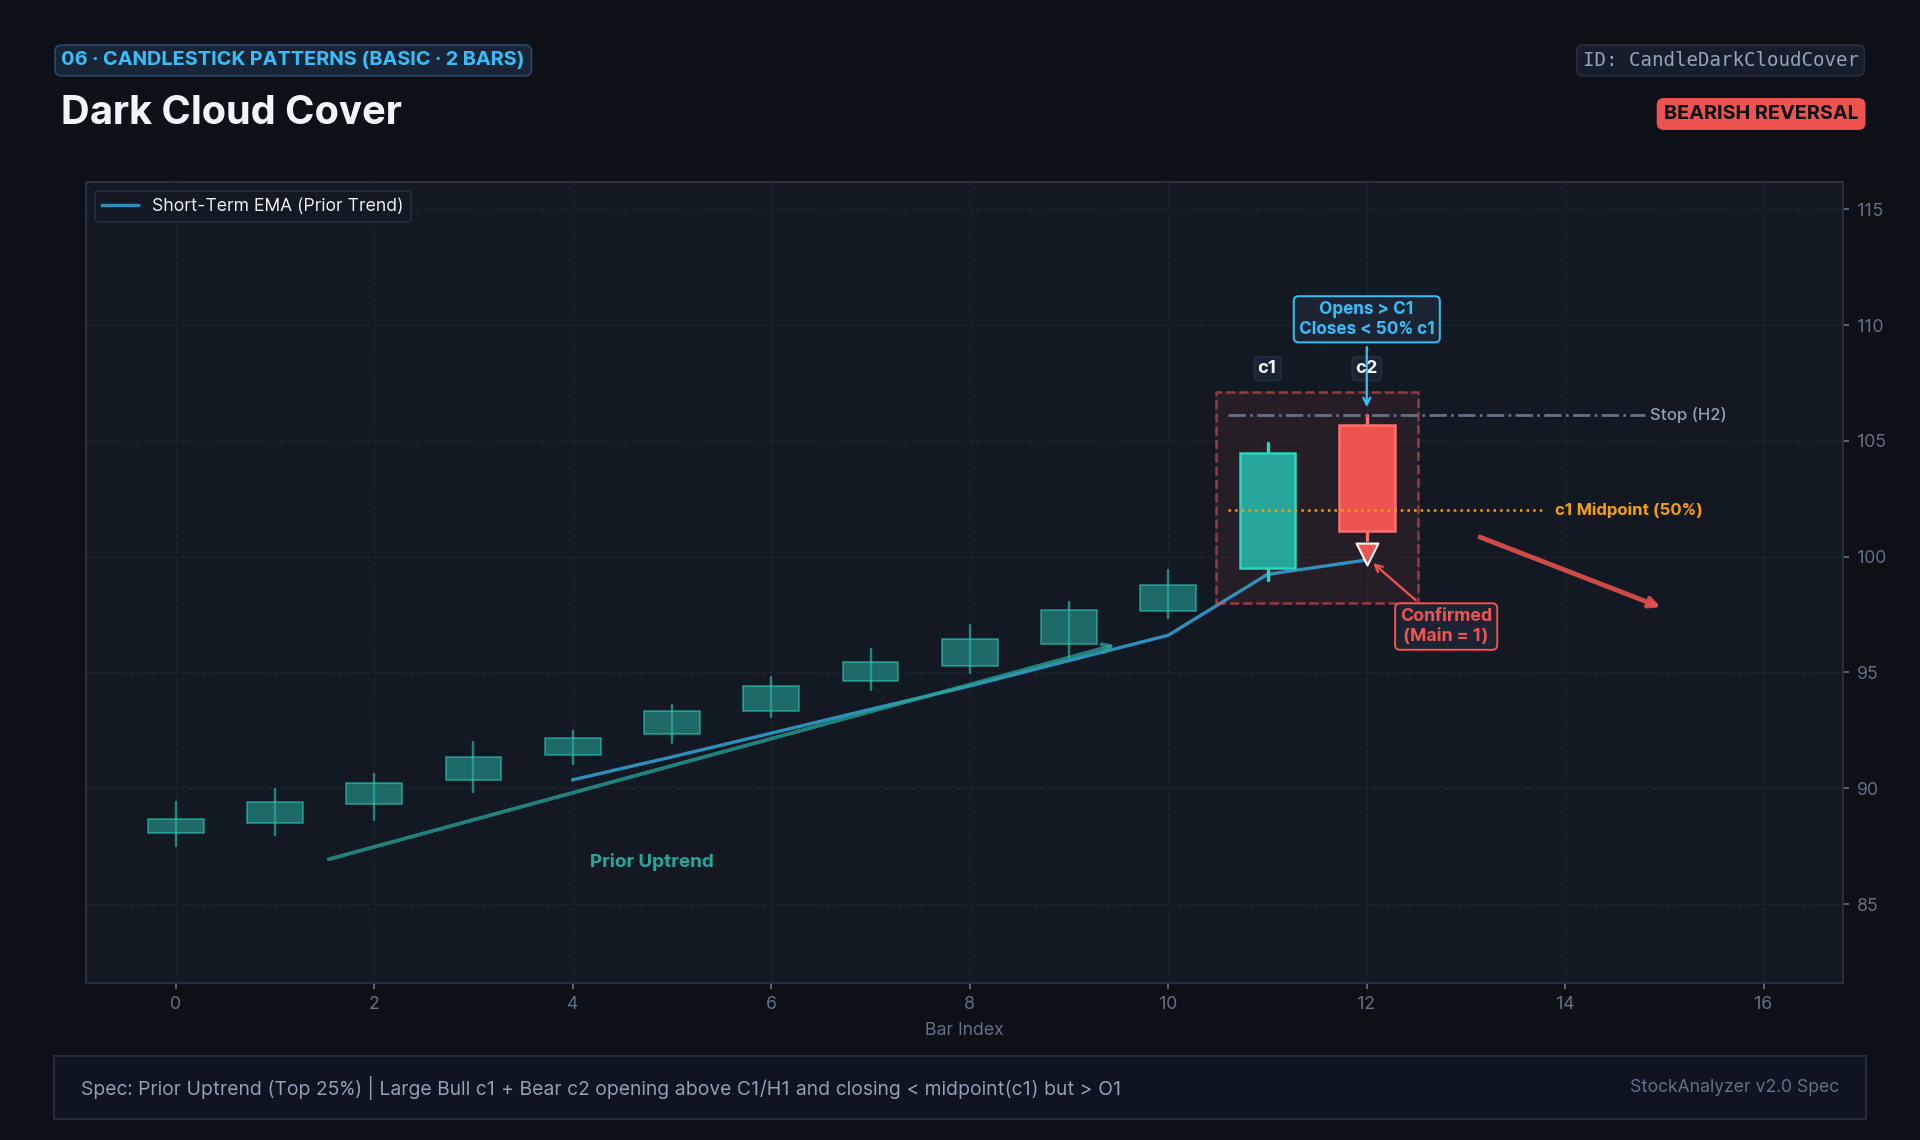 06 · CANDLESTICK PATTERNS (BASIC · 2 BARS)
ID: CandleDarkCloudCover
Dark Cloud Cover
BEARISH REVERSAL
Short-Term EMA (Prior Trend)
115
110
105
100
95
90
85
Opens > C1
Closes < 50% c1
c1
c2
Stop (H2)
c1 Midpoint (50%)
Confirmed
(Main = 1)
Prior Uptrend
0
2
4
6
8
10
12
14
16
Bar Index
Spec: Prior Uptrend (Top 25%) | Large Bull c1 + Bear c2 opening above C1/H1 and closing < midpoint(c1) but > O1
StockAnalyzer v2.0 Spec